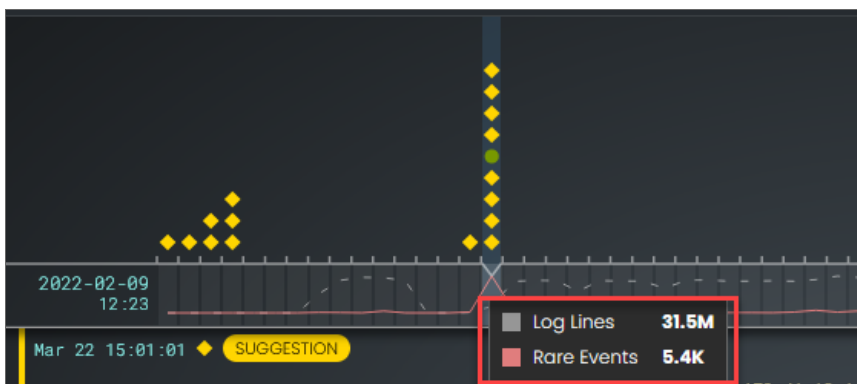 2022-02-09
12:23
Log Lines 31.5M
Rare Events 5.4K
Mar 22 15:01:01 SUGGESTION